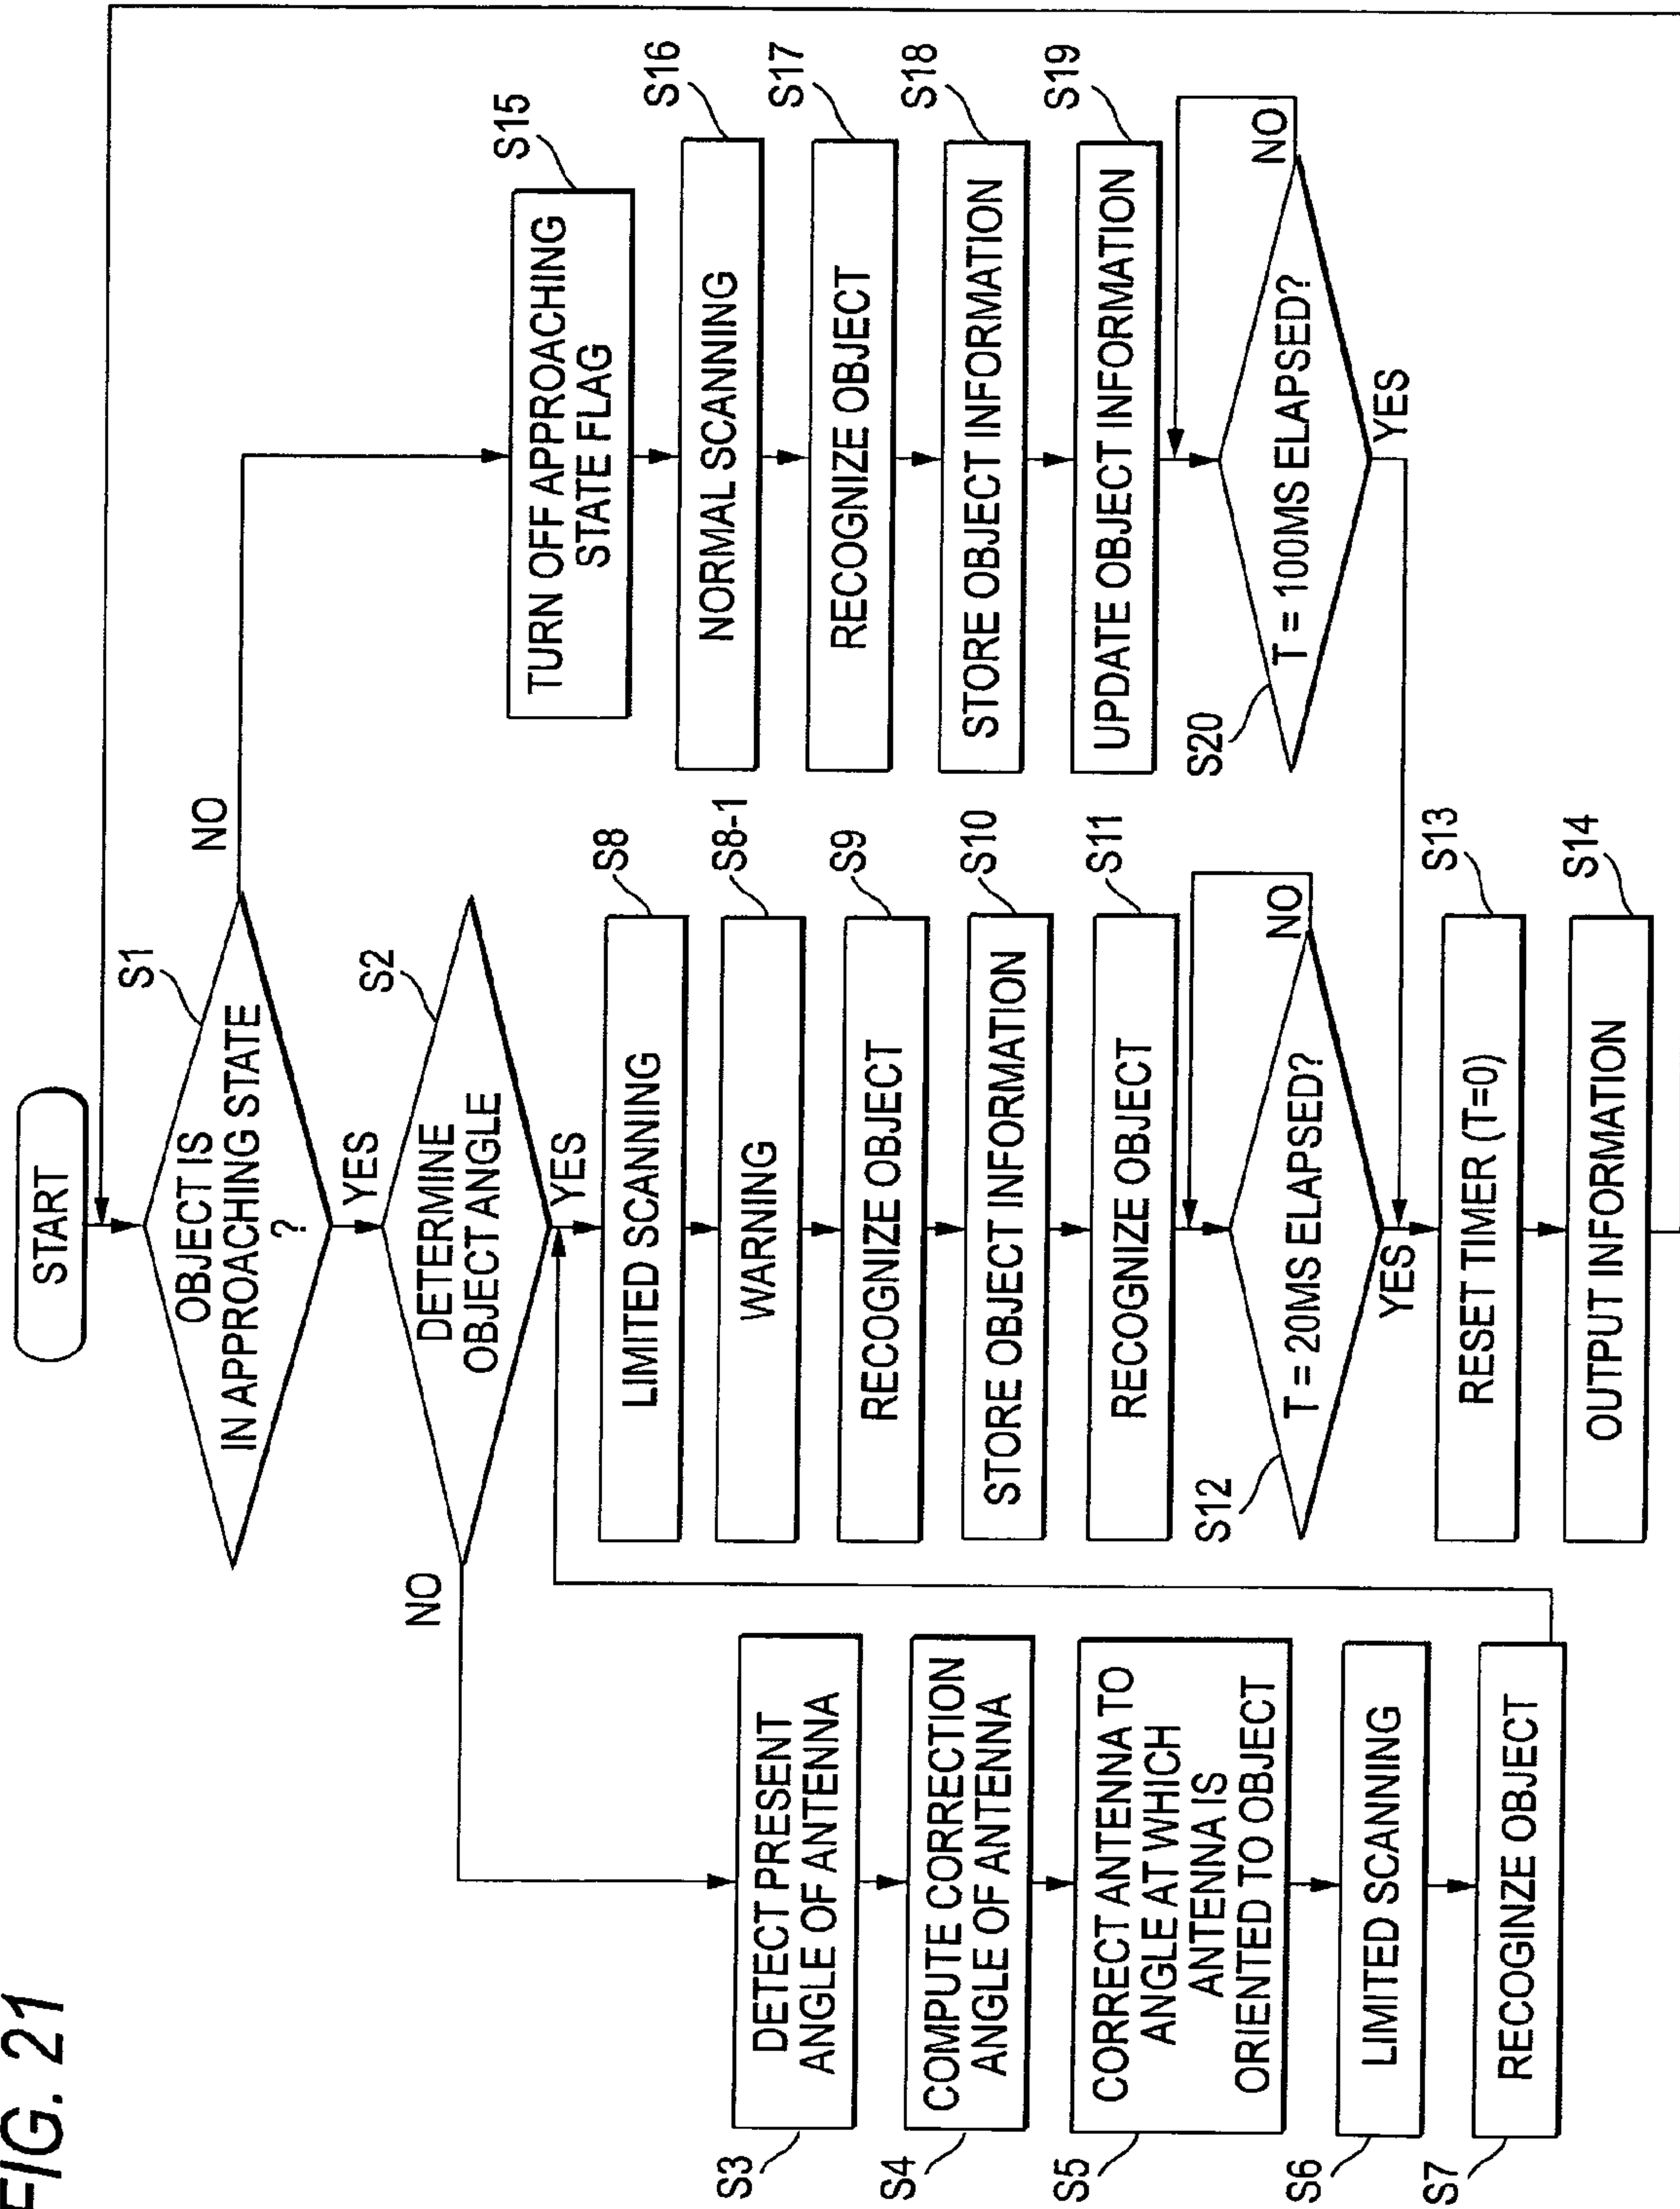 FIG. 21
START
OBJECT IS
IN APPROACHING STATE
?
S1
NO
YES
DETERMINE
OBJECT ANGLE
S2
NO
YES
DETECT PRESENT
ANGLE OF ANTENNA
S3
COMPUTE CORRECTION
ANGLE OF ANTENNA
S4
CORRECT ANTENNA TO
ANGLE AT WHICH
ANTENNA IS
ORIENTED TO OBJECT
S5
LIMITED SCANNING
S6
RECOGNIZE OBJECT
S7
LIMITED SCANNING
S8
WARNING
S8-1
RECOGNIZE OBJECT
S9
STORE OBJECT INFORMATION
S10
RECOGNIZE OBJECT
S11
T = 20MS ELAPSED?
S12
NO
YES
RESET TIMER (T=0)
S13
OUTPUT INFORMATION
S14
TURN OFF APPROACHING
STATE FLAG
S15
NORMAL SCANNING
S16
RECOGNIZE OBJECT
S17
STORE OBJECT INFORMATION
S18
UPDATE OBJECT INFORMATION
S19
T = 100MS ELAPSED?
S20
NO
YES